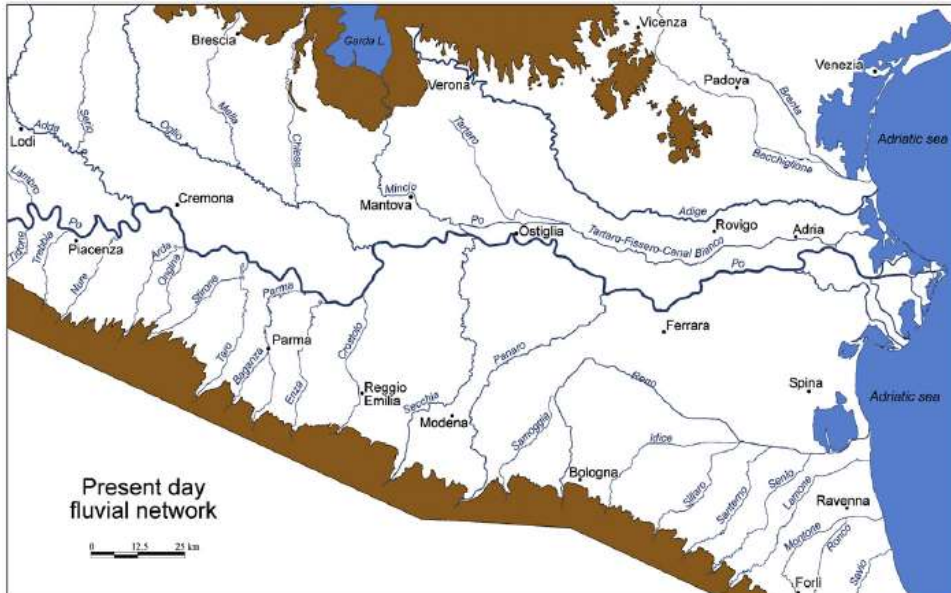 Vicenza
Brescia
Garda L.
Venezia
Verona
Padova
Brenta
Serio
Mella
Tartaro
Adriatic sea
Adda
Oglio
Chiese
Bacchiglione
Lodi
Lambro
Mincio
Cremona
Mantova
Adige
Po
Po
Ostiglia
Rovigo
Adria
Tartaro-Fissero-Canal Bianco
Piacenza
Tidone
Trebbia
Nure
Arda
Ongina
Stirone
Parma
Po
Ferrara
Parma
Taro
Baganza
Enza
Crostolo
Panaro
Reggio
Emilia
Secchia
Modena
Samoggia
Reno
Spina
Adriatic sea
Idice
Bologna
Sillaro
Santerno
Senio
Lamone
Ravenna
Montone
Ronco
Savio
Forlì
Present day
fluvial network
0 12.5 25 km